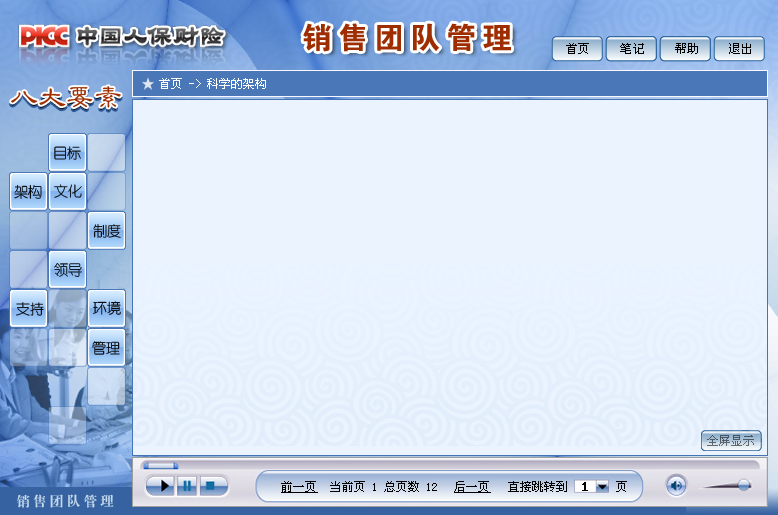 PICC 中国人保财险
销售团队管理
首页 笔记 帮助 退出
八大要素
★ 首页 -> 科学的架构
目标
架构 文化
制度
领导
支持 环境
管理
全屏显示
前一页 当前页 1 总页数 12 后一页 直接跳转到 1 页
销售团队管理